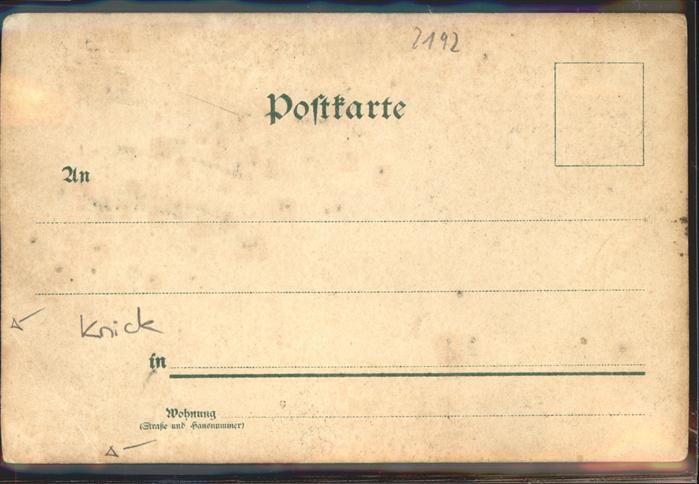 2192
Postkarte
An
Knick
in
Wohnung
(Straße und Hausnummer)